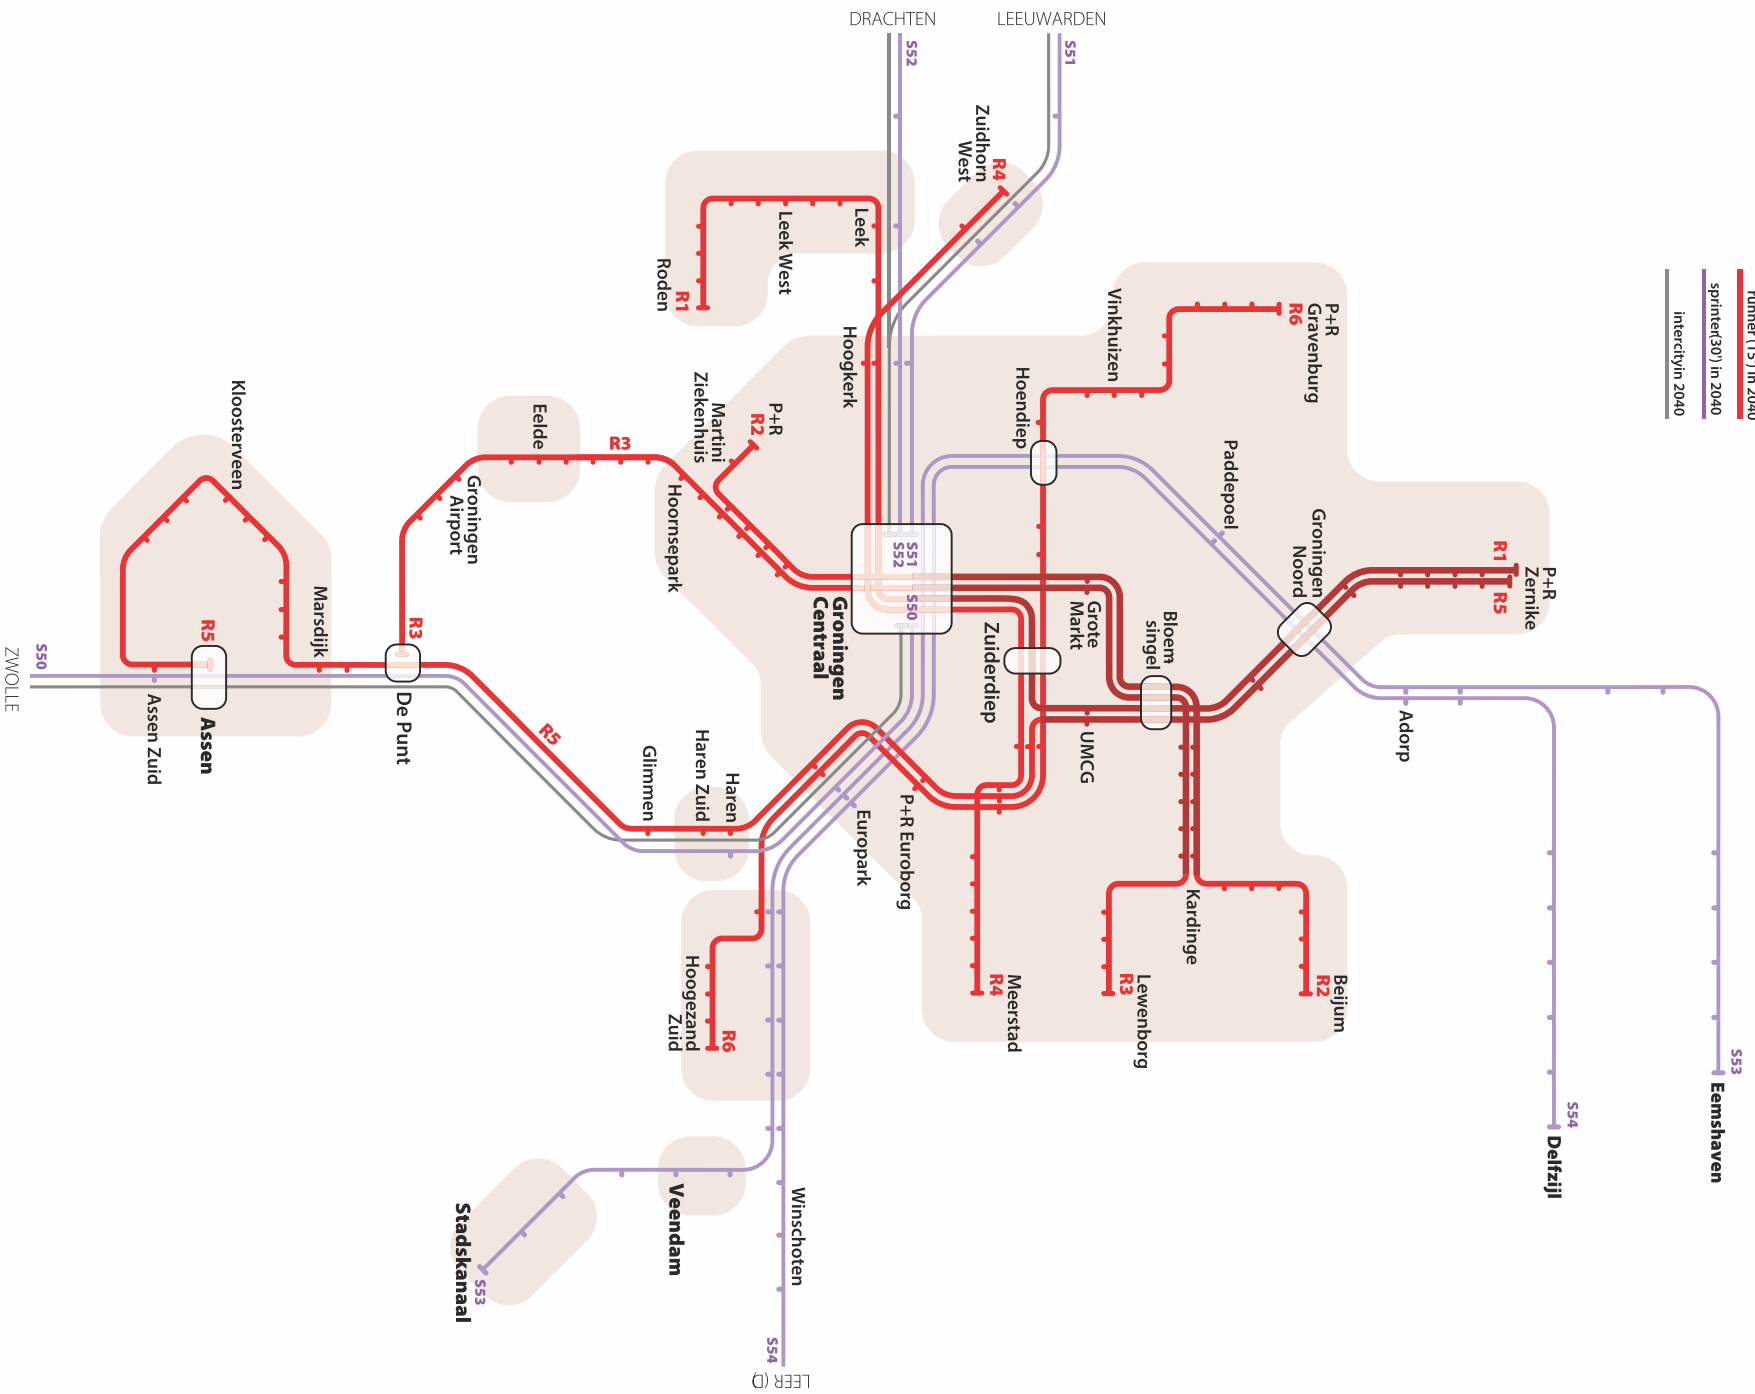 DRACHTEN
LEEUWARDEN
S52
S51
Zuidhorn
West
R4
runner (15') in 2040
sprinter(30') in 2040
intercityin 2040
Leek
Leek West
Roden
R1
P+R
Gravenburg
R6
Vinkhuizen
Hoogkerk
Hoendiep
P+R
R2
Martini
Ziekenhuis
Kloosterveen
Eelde
R3
Paddepoel
Groningen
Airport
Hoornsepark
Groningen
Noord
S51
S52
S50
P+R
Zernike
R1
R5
Marsdijk
R3
R5
Groningen
Centraal
Grote
Markt
Bloem
singel
Zuiderdiep
S50
ZWOLLE
Assen Zuid
Assen
De Punt
R5
Glimmen
Haren Zuid
Haren
UMCG
Adorp
P+R Euroborg
Europark
Kardinge
Hoogezand
Zuid
R6
Meerstad
R4
Lewenborg
R3
Beijum
R2
S53
Eemshaven
S54
Delfzijl
Veendam
Winschoten
Stadskanaal
S53
S54
LEER (D)